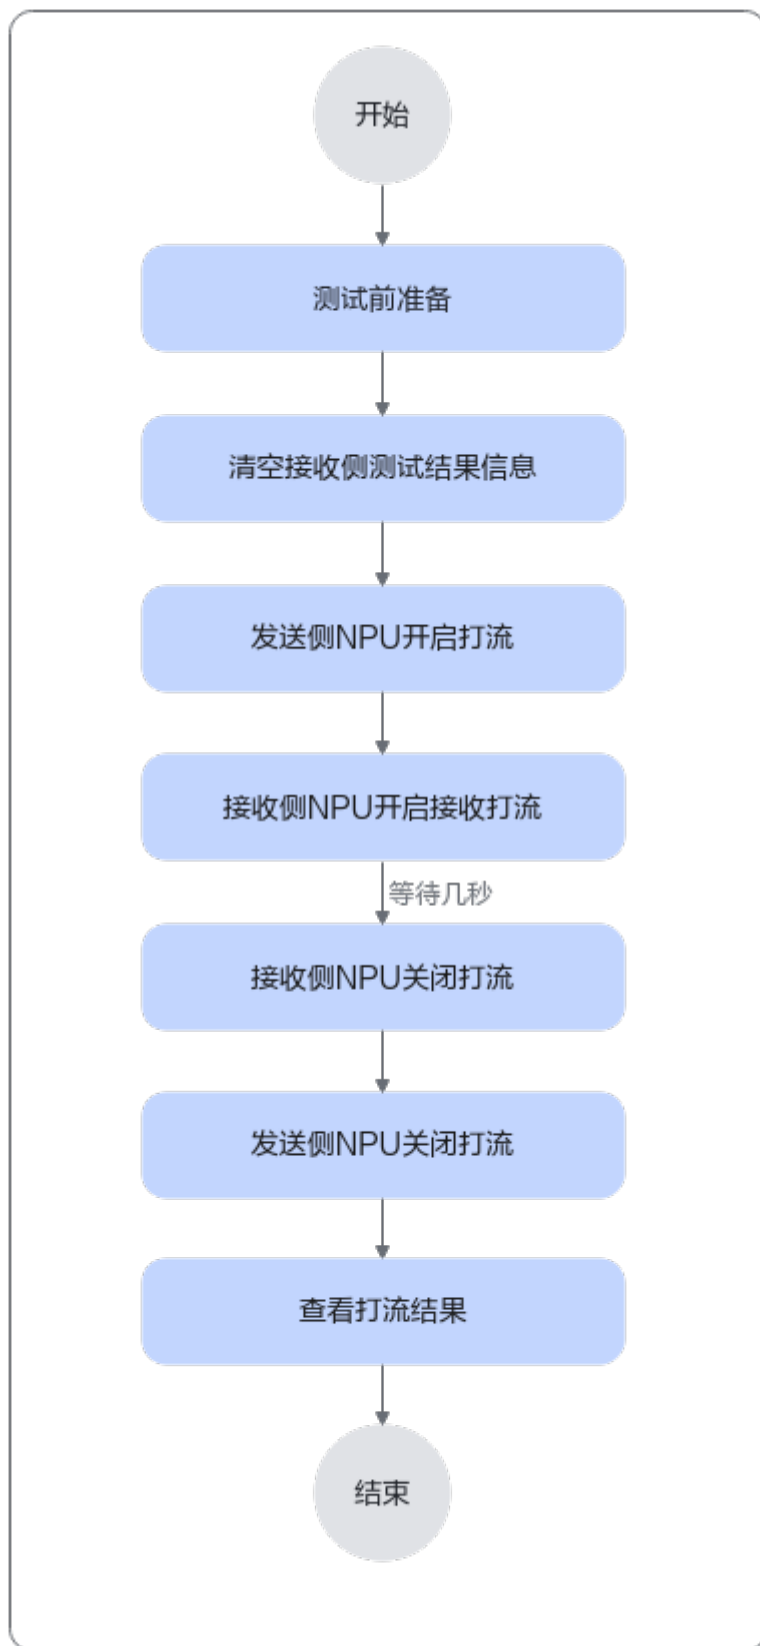 开始
测试前准备
清空接收侧测试结果信息
发送侧NPU开启打流
接收侧NPU开启接收打流
等待几秒
接收侧NPU关闭打流
发送侧NPU关闭打流
查看打流结果
结束